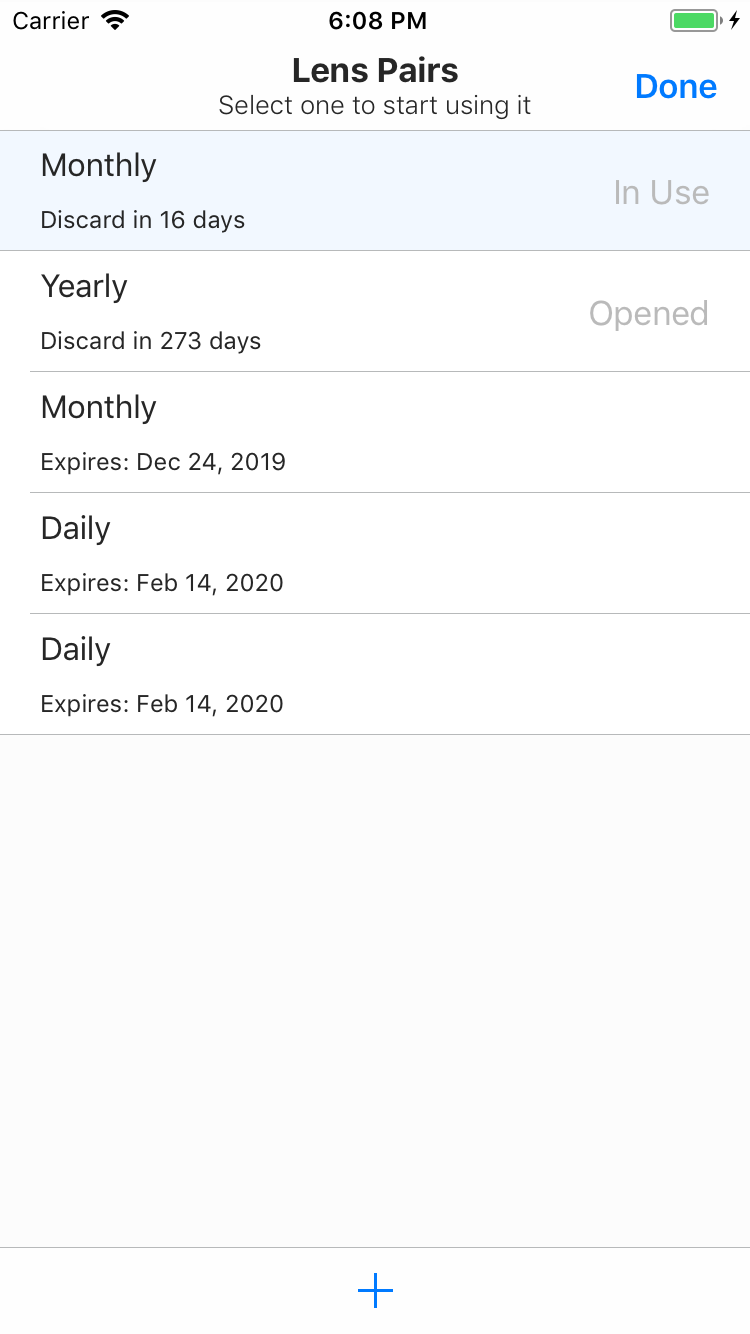 Carrier 6:08 PM
Lens Pairs
Select one to start using it
Done
Monthly
Discard in 16 days
In Use
Yearly
Discard in 273 days
Opened
Monthly
Expires: Dec 24, 2019
Daily
Expires: Feb 14, 2020
Daily
Expires: Feb 14, 2020